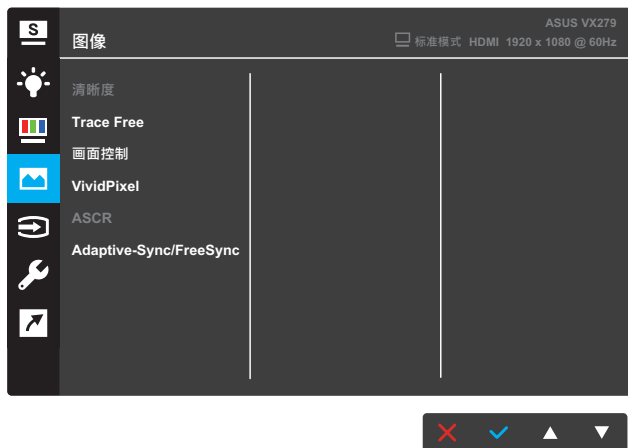 S
ASUS VX279
图像
标准模式 HDMI 1920 x 1080 @ 60Hz
清晰度
Trace Free
画面控制
VividPixel
ASCR
Adaptive-Sync/FreeSync